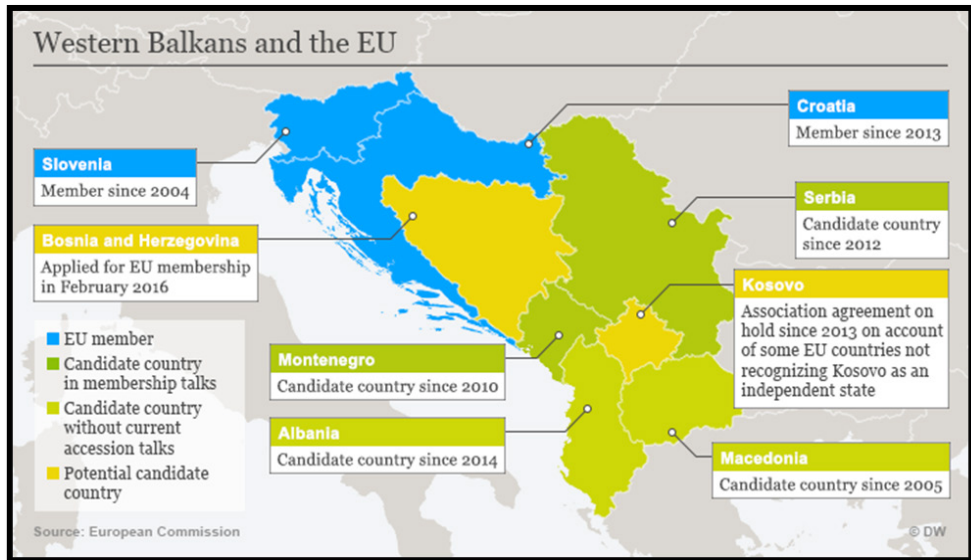 Western Balkans and the EU
Croatia
Member since 2013
Slovenia
Member since 2004
Serbia
Candidate country
since 2012
Bosnia and Herzegovina
Applied for EU membership
in February 2016
Kosovo
Association agreement on
hold since 2013 on account
of some EU countries not
recognizing Kosovo as an
independent state
EU member
Candidate country
in membership talks
Candidate country
without current
accession talks
Potential candidate
country
Montenegro
Candidate country since 2010
Albania
Candidate country since 2014
Macedonia
Candidate country since 2005
Source: European Commission
© DW